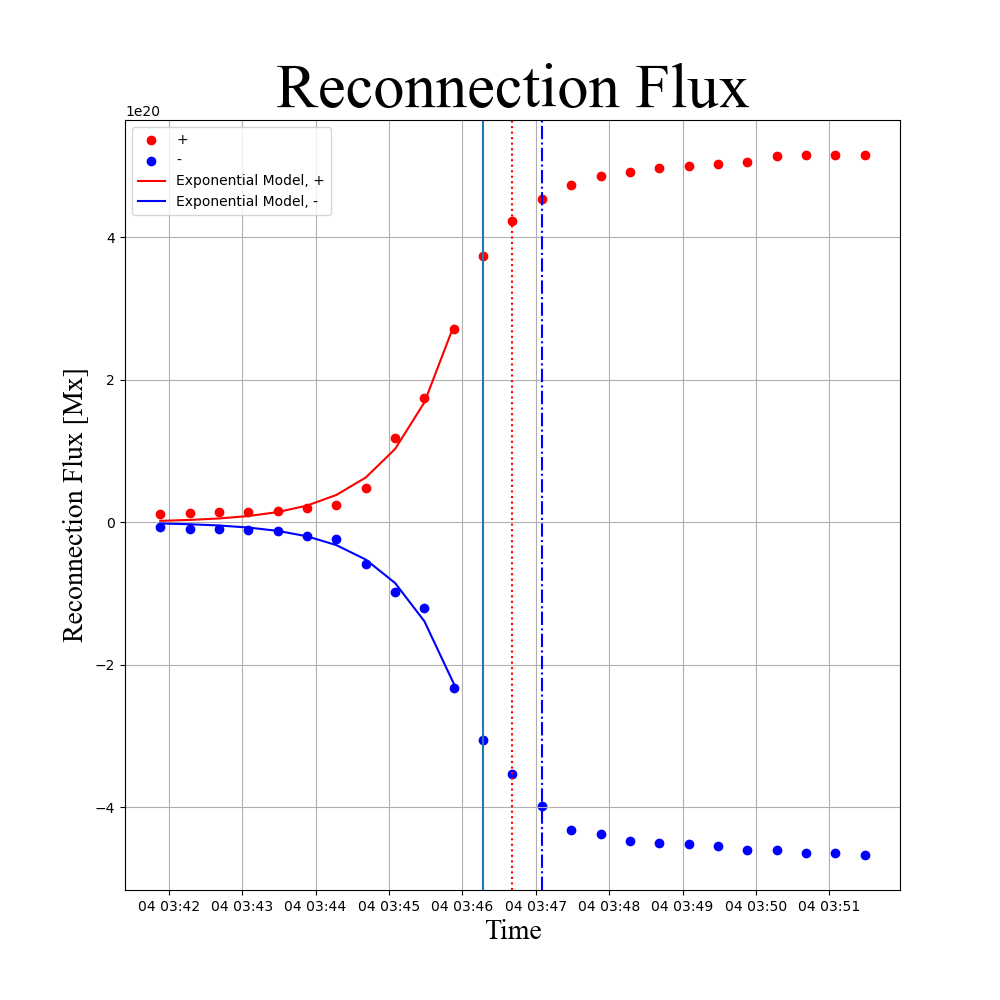 Reconnection Flux
1e20
+
-
Exponential Model, +
Exponential Model, -
4
2
0
−2
−4
Reconnection Flux [Mx]
04 03:42 04 03:43 04 03:44 04 03:45 04 03:46 04 03:47 04 03:48 04 03:49 04 03:50 04 03:51
Time